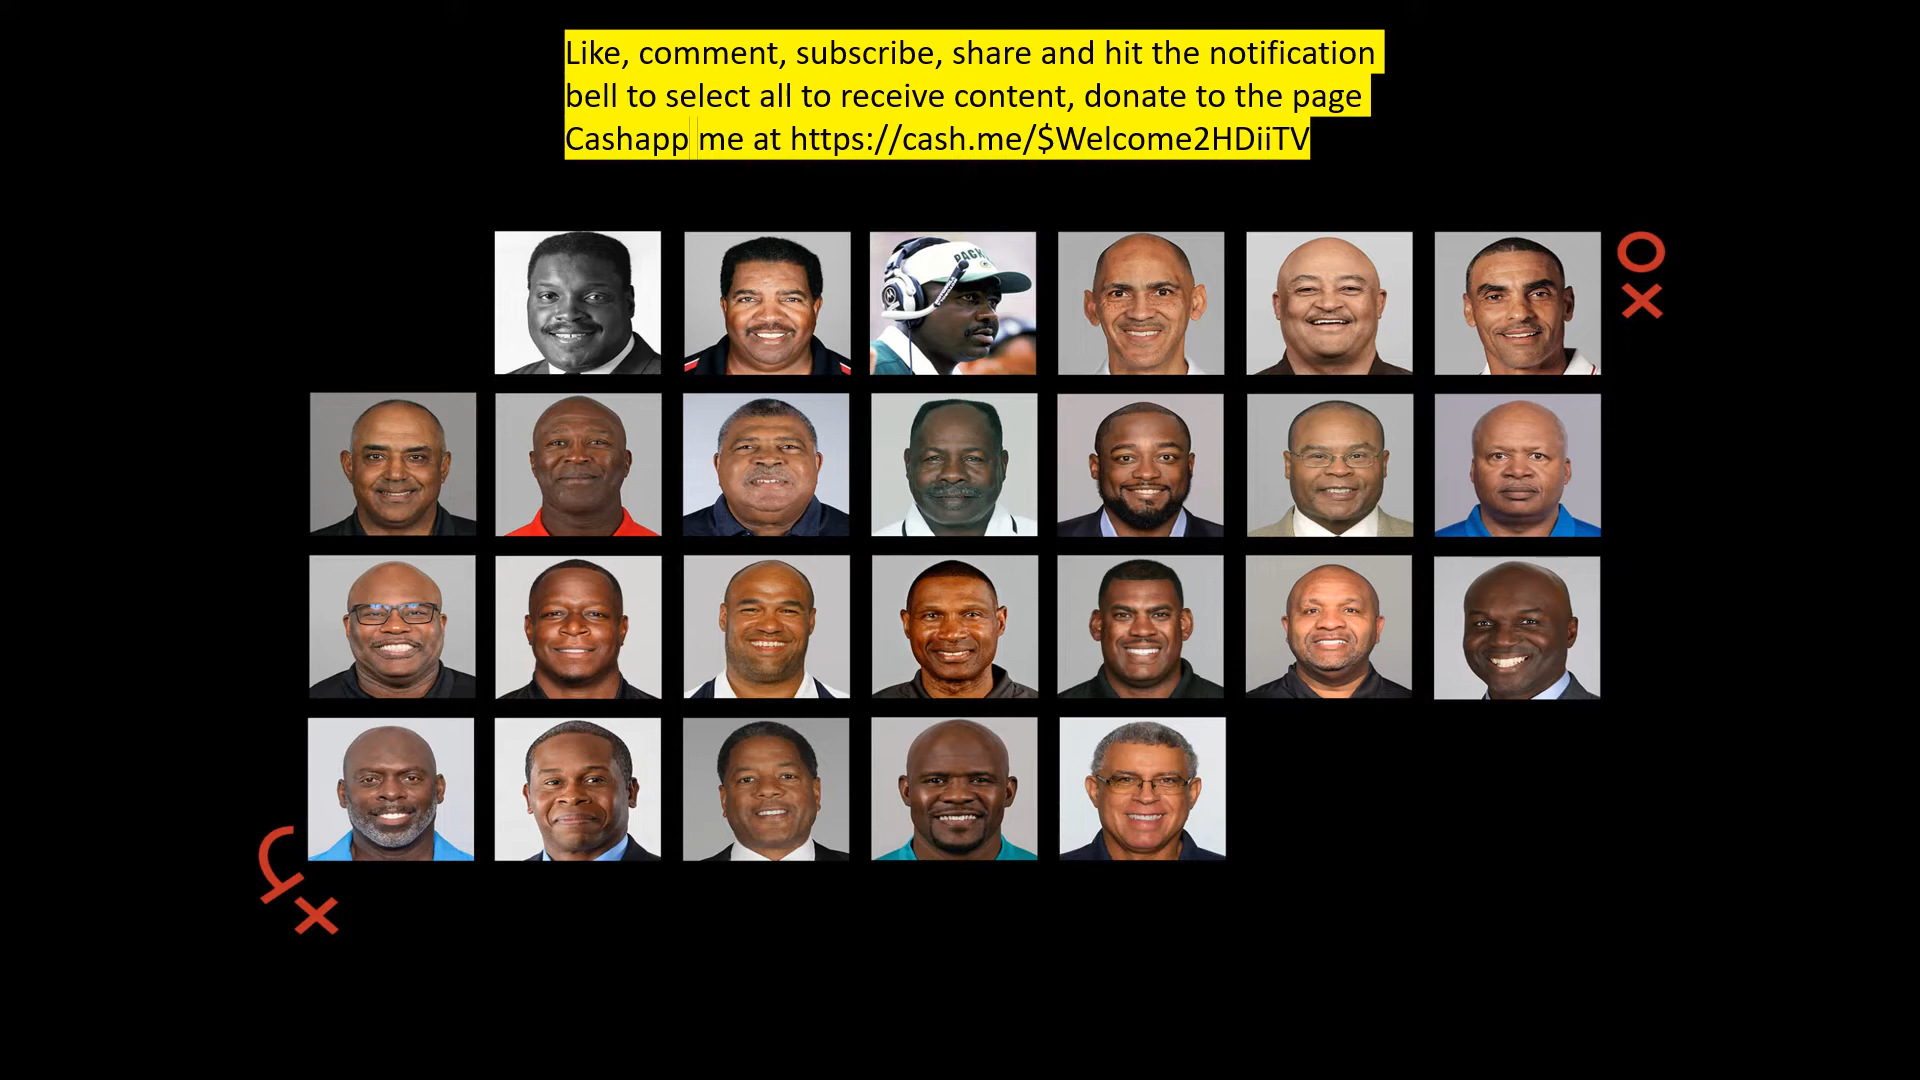 Like, comment, subscribe, share and hit the notification
bell to select all to receive content, donate to the page
Cashapp me at https://cash.me/$Welcome2HDiiTV
PACK